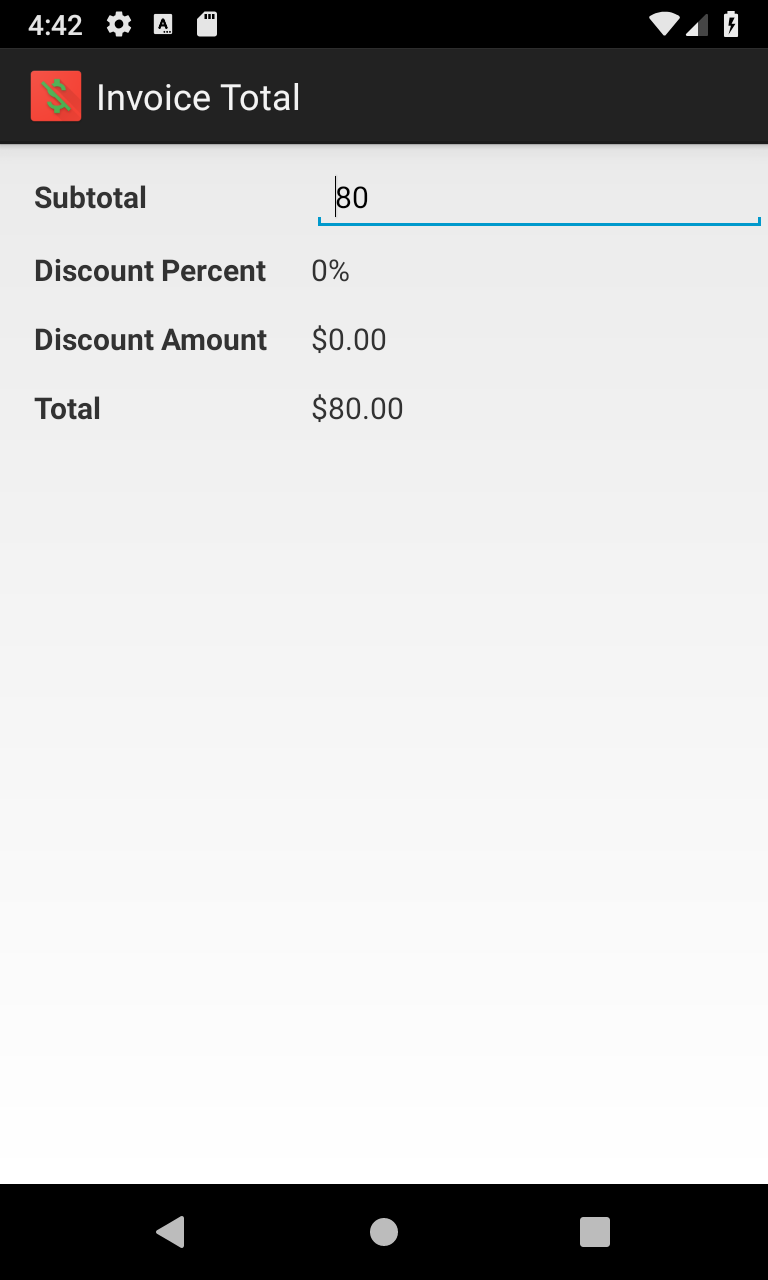 4:42
Invoice Total
Subtotal 80
Discount Percent 0%
Discount Amount $0.00
Total $80.00